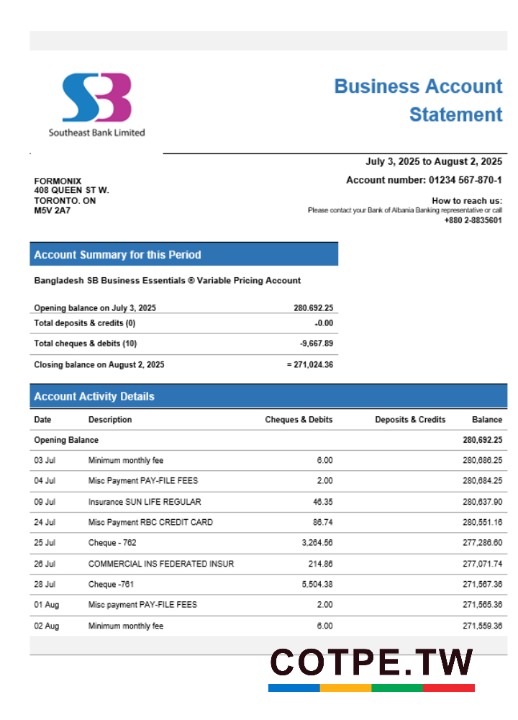 SB
Southeast Bank Limited
Business Account
Statement
July 3, 2025 to August 2, 2025
FORMONIX
408 QUEEN ST W.
TORONTO. ON
M5V 2A7
Account number: 01234 567-870-1
How to reach us:
Please contact your Bank of Albania Banking representative or call
+880 2-8835601
Account Summary for this Period
Bangladesh SB Business Essentials ® Variable Pricing Account
Opening balance on July 3, 2025 280.692.25
Total deposits & credits (0) -0.00
Total cheques & debits (10) -9,667.89
Closing balance on August 2, 2025 = 271,024.36
Account Activity Details
Date Description Cheques & Debits Deposits & Credits Balance
Opening Balance 280,692.25
03 Jul Minimum monthly fee 6.00 280,686.25
04 Jul Misc Payment PAY-FILE FEES 2.00 280,684.25
09 Jul Insurance SUN LIFE REGULAR 46.35 280,637.90
24 Jul Misc Payment RBC CREDIT CARD 86.74 280,551.16
25 Jul Cheque - 762 3,264.56 277,286.60
26 Jul COMMERCIAL INS FEDERATED INSUR 214.86 277,071.74
28 Jul Cheque -761 5,504.38 271,567.36
01 Aug Misc payment PAY-FILE FEES 2.00 271,565.36
02 Aug Minimum monthly fee 6.00 271,559.36
COTPE.TW